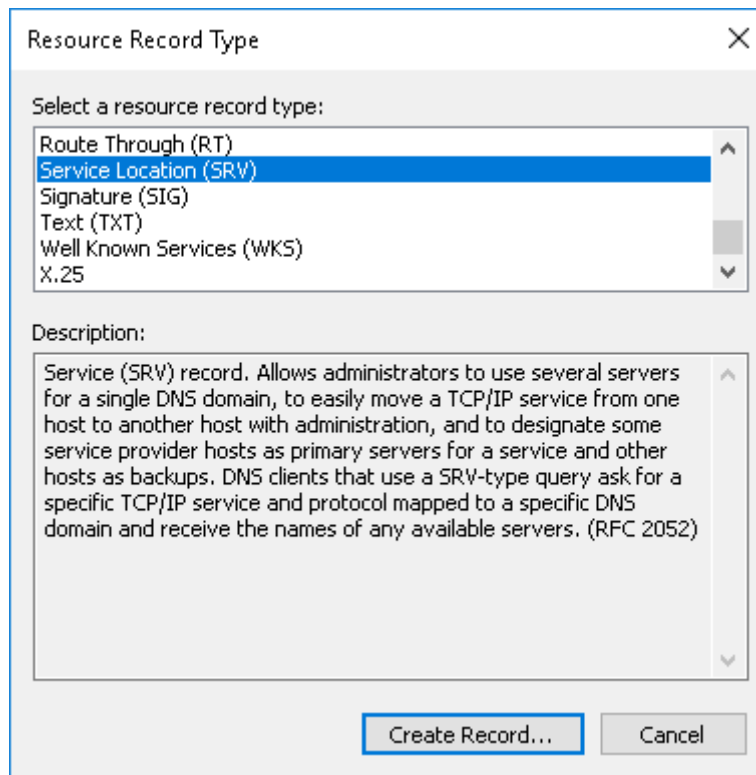 Resource Record Type
Select a resource record type:
Route Through (RT)
Service Location (SRV)
Signature (SIG)
Text (TXT)
Well Known Services (WKS)
X.25
Description:
Service (SRV) record. Allows administrators to use several servers
for a single DNS domain, to easily move a TCP/IP service from one
host to another host with administration, and to designate some
service provider hosts as primary servers for a service and other
hosts as backups. DNS clients that use a SRV-type query ask for a
specific TCP/IP service and protocol mapped to a specific DNS
domain and receive the names of any available servers. (RFC 2052)
Create Record... Cancel